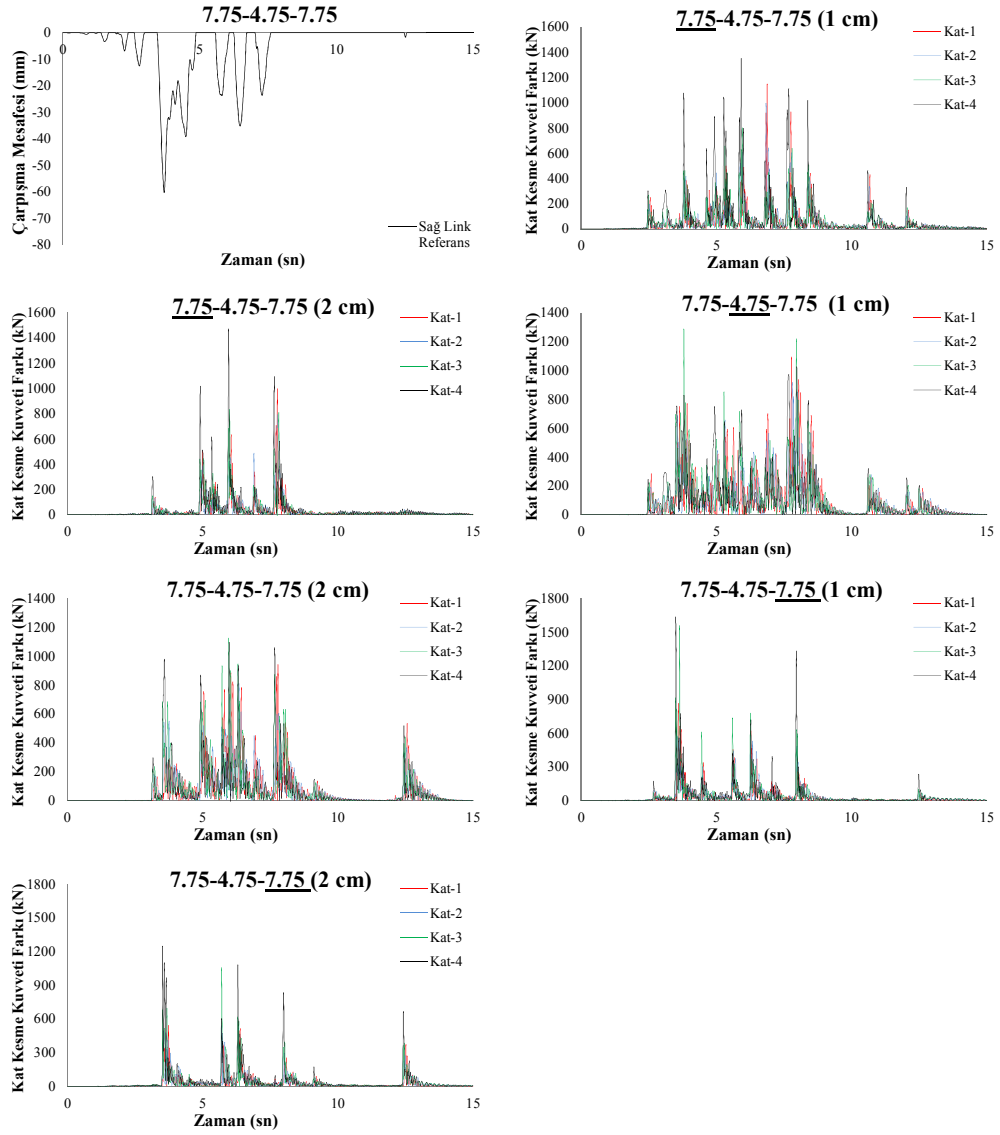 7.75-4.75-7.75
0
-10
-20
-30
-40
-50
-60
-70
-80
0 5 10 15
Çarpışma Mesafesi (mm)
Zaman (sn)
Sağ Link
Referans
7.75-4.75-7.75 (1 cm)
1600
1400
1200
1000
800
600
400
200
0
0 5 10 15
Kat Kesme Kuvveti Farkı (kN)
Zaman (sn)
Kat-1
Kat-2
Kat-3
Kat-4
7.75-4.75-7.75 (2 cm)
1600
1400
1200
1000
800
600
400
200
0
0 5 10 15
Kat Kesme Kuvveti Farkı (kN)
Zaman (sn)
Kat-1
Kat-2
Kat-3
Kat-4
7.75-4.75-7.75 (1 cm)
1400
1200
1000
800
600
400
200
0
0 5 10 15
Kat Kesme Kuvveti Farkı (kN)
Zaman (sn)
Kat-1
Kat-2
Kat-3
Kat-4
7.75-4.75-7.75 (2 cm)
1400
1200
1000
800
600
400
200
0
0 5 10 15
Kat Kesme Kuvveti Farkı (kN)
Zaman (sn)
Kat-1
Kat-2
Kat-3
Kat-4
7.75-4.75-7.75 (1 cm)
1800
1500
1200
900
600
300
0
0 5 10 15
Kat Kesme Kuvveti Farkı (kN)
Zaman (sn)
Kat-1
Kat-2
Kat-3
Kat-4
7.75-4.75-7.75 (2 cm)
1800
1500
1200
900
600
300
0
0 5 10 15
Kat Kesme Kuvveti Farkı (kN)
Zaman (sn)
Kat-1
Kat-2
Kat-3
Kat-4